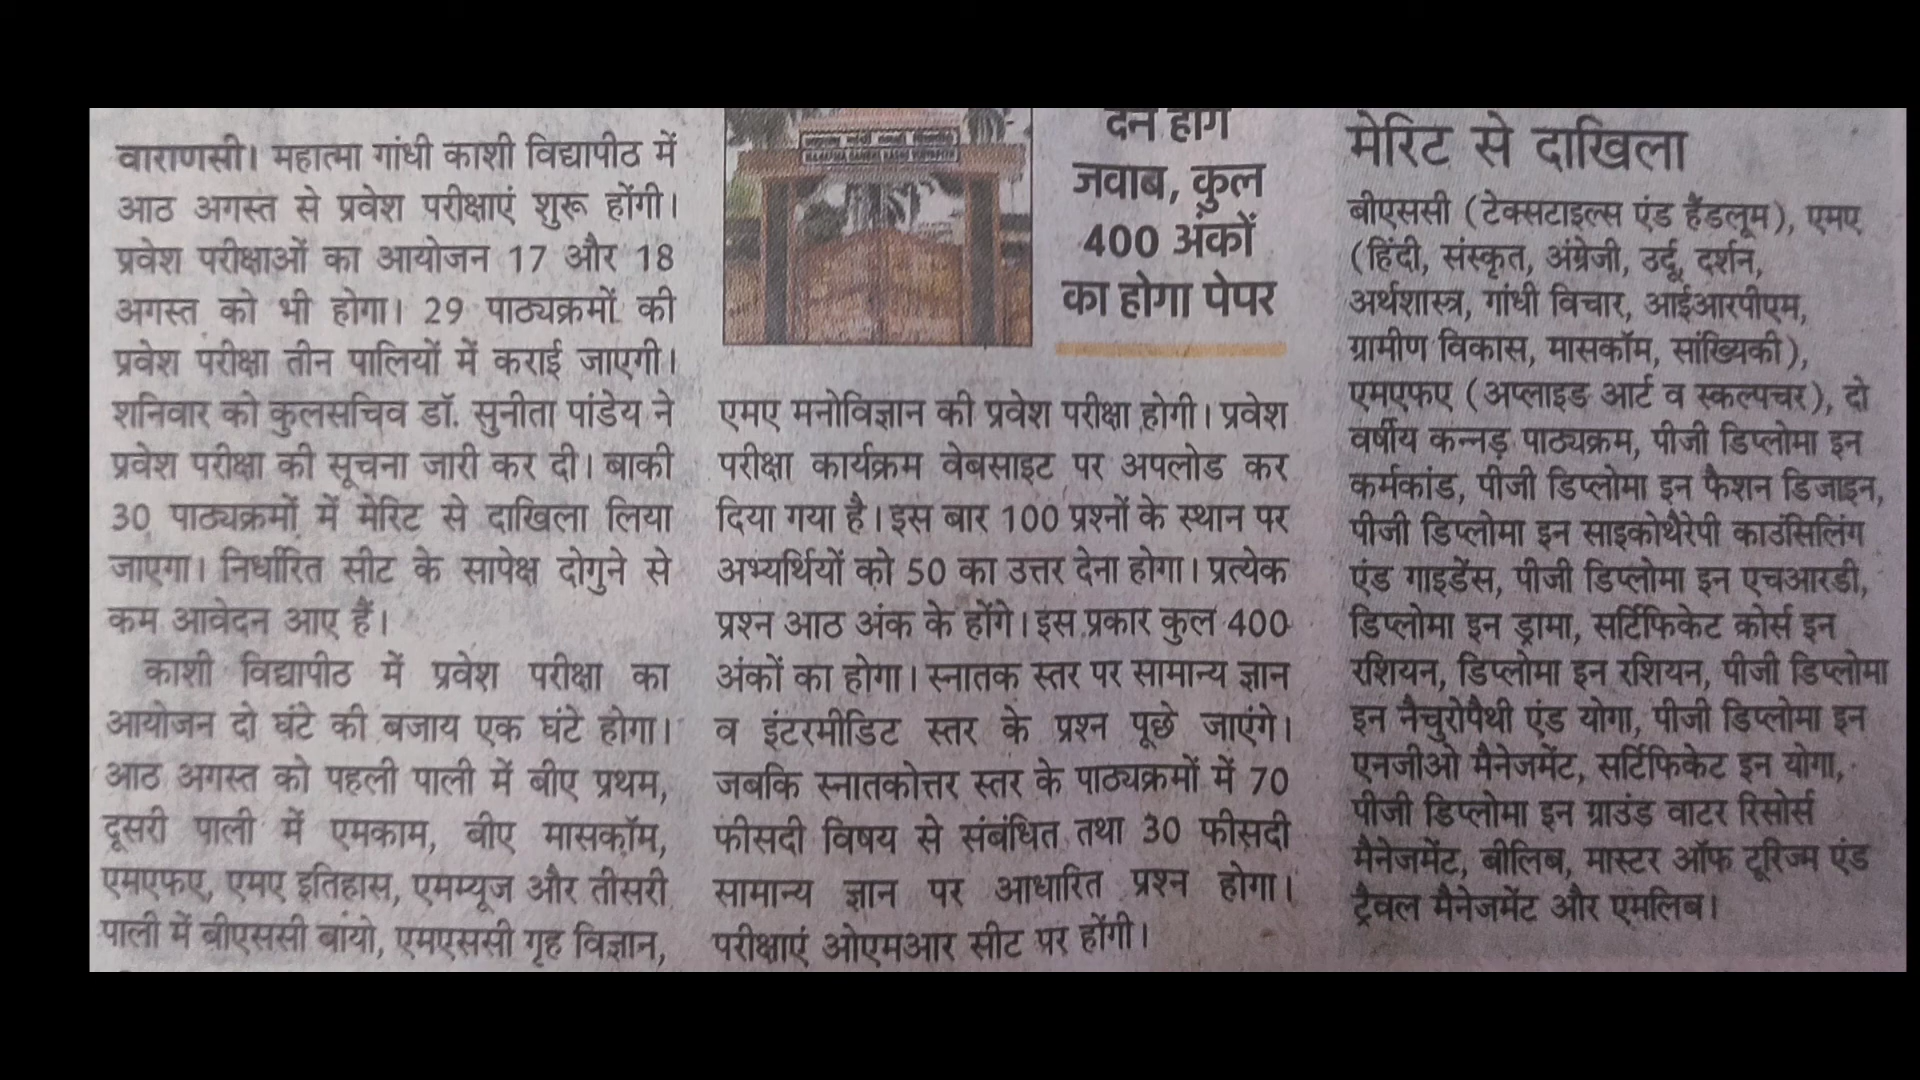 वाराणसी। महात्मा गांधी काशी विद्यापीठ में
आठ अगस्त से प्रवेश परीक्षाएं शुरू होंगी।
प्रवेश परीक्षाओं का आयोजन 17 और 18
अगस्त को भी होगा। 29 पाठ्यक्रमों की
प्रवेश परीक्षा तीन पालियों में कराई जाएगी।
शनिवार को कुलसचिव डॉ. सुनीता पांडेय ने
प्रवेश परीक्षा की सूचना जारी कर दी। बाकी
30 पाठ्यक्रमों में मेरिट से दाखिला लिया
जाएगा। निर्धारित सीट के सापेक्ष दोगुने से
कम आवेदन आए हैं।
काशी विद्यापीठ में प्रवेश परीक्षा का
आयोजन दो घंटे की बजाय एक घंटे होगा।
आठ अगस्त को पहली पाली में बीए प्रथम,
दूसरी पाली में एमकाम, बीए मासकॉम,
एमएफए, एमए इतिहास, एमम्यूज और तीसरी
पाली में बीएससी बायो, एमएससी गृह विज्ञान,
जवाब, कुल
400 अंकों
का होगा पेपर
एमए मनोविज्ञान की प्रवेश परीक्षा होगी। प्रवेश
परीक्षा कार्यक्रम वेबसाइट पर अपलोड कर
दिया गया है। इस बार 100 प्रश्नों के स्थान पर
अभ्यर्थियों को 50 का उत्तर देना होगा। प्रत्येक
प्रश्न आठ अंक के होंगे। इस प्रकार कुल 400
अंकों का होगा। स्नातक स्तर पर सामान्य ज्ञान
व इंटरमीडिट स्तर के प्रश्न पूछे जाएंगे।
जबकि स्नातकोत्तर स्तर के पाठ्यक्रमों में 70
फीसदी विषय से संबंधित तथा 30 फीसदी
सामान्य ज्ञान पर आधारित प्रश्न होगा।
परीक्षाएं ओएमआर सीट पर होंगी।
मेरिट से दाखिला
बीएससी (टेक्सटाइल्स एंड हैंडलूम), एमए
(हिंदी, संस्कृत, अंग्रेजी, उर्दू, दर्शन,
अर्थशास्त्र, गांधी विचार, आईआरपीएम,
ग्रामीण विकास, मासकॉम, सांख्यिकी),
एमएफए (अप्लाइड आर्ट व स्कल्पचर), दो
वर्षीय कन्नड़ पाठ्यक्रम, पीजी डिप्लोमा इन
कर्मकांड, पीजी डिप्लोमा इन फैशन डिजाइन,
पीजी डिप्लोमा इन साइकोथैरेपी काउंसिलिंग
एंड गाइडेंस, पीजी डिप्लोमा इन एचआरडी,
डिप्लोमा इन ड्रामा, सर्टिफिकेट कोर्स इन
रशियन, डिप्लोमा इन रशियन, पीजी डिप्लोमा
इन नैचुरोपैथी एंड योगा, पीजी डिप्लोमा इन
एनजीओ मैनेजमेंट, सर्टिफिकेट इन योगा,
पीजी डिप्लोमा इन ग्राउंड वाटर रिसोर्स
मैनेजमेंट, बीलिब, मास्टर ऑफ टूरिज्म एंड
ट्रैवल मैनेजमेंट और एमलिब।